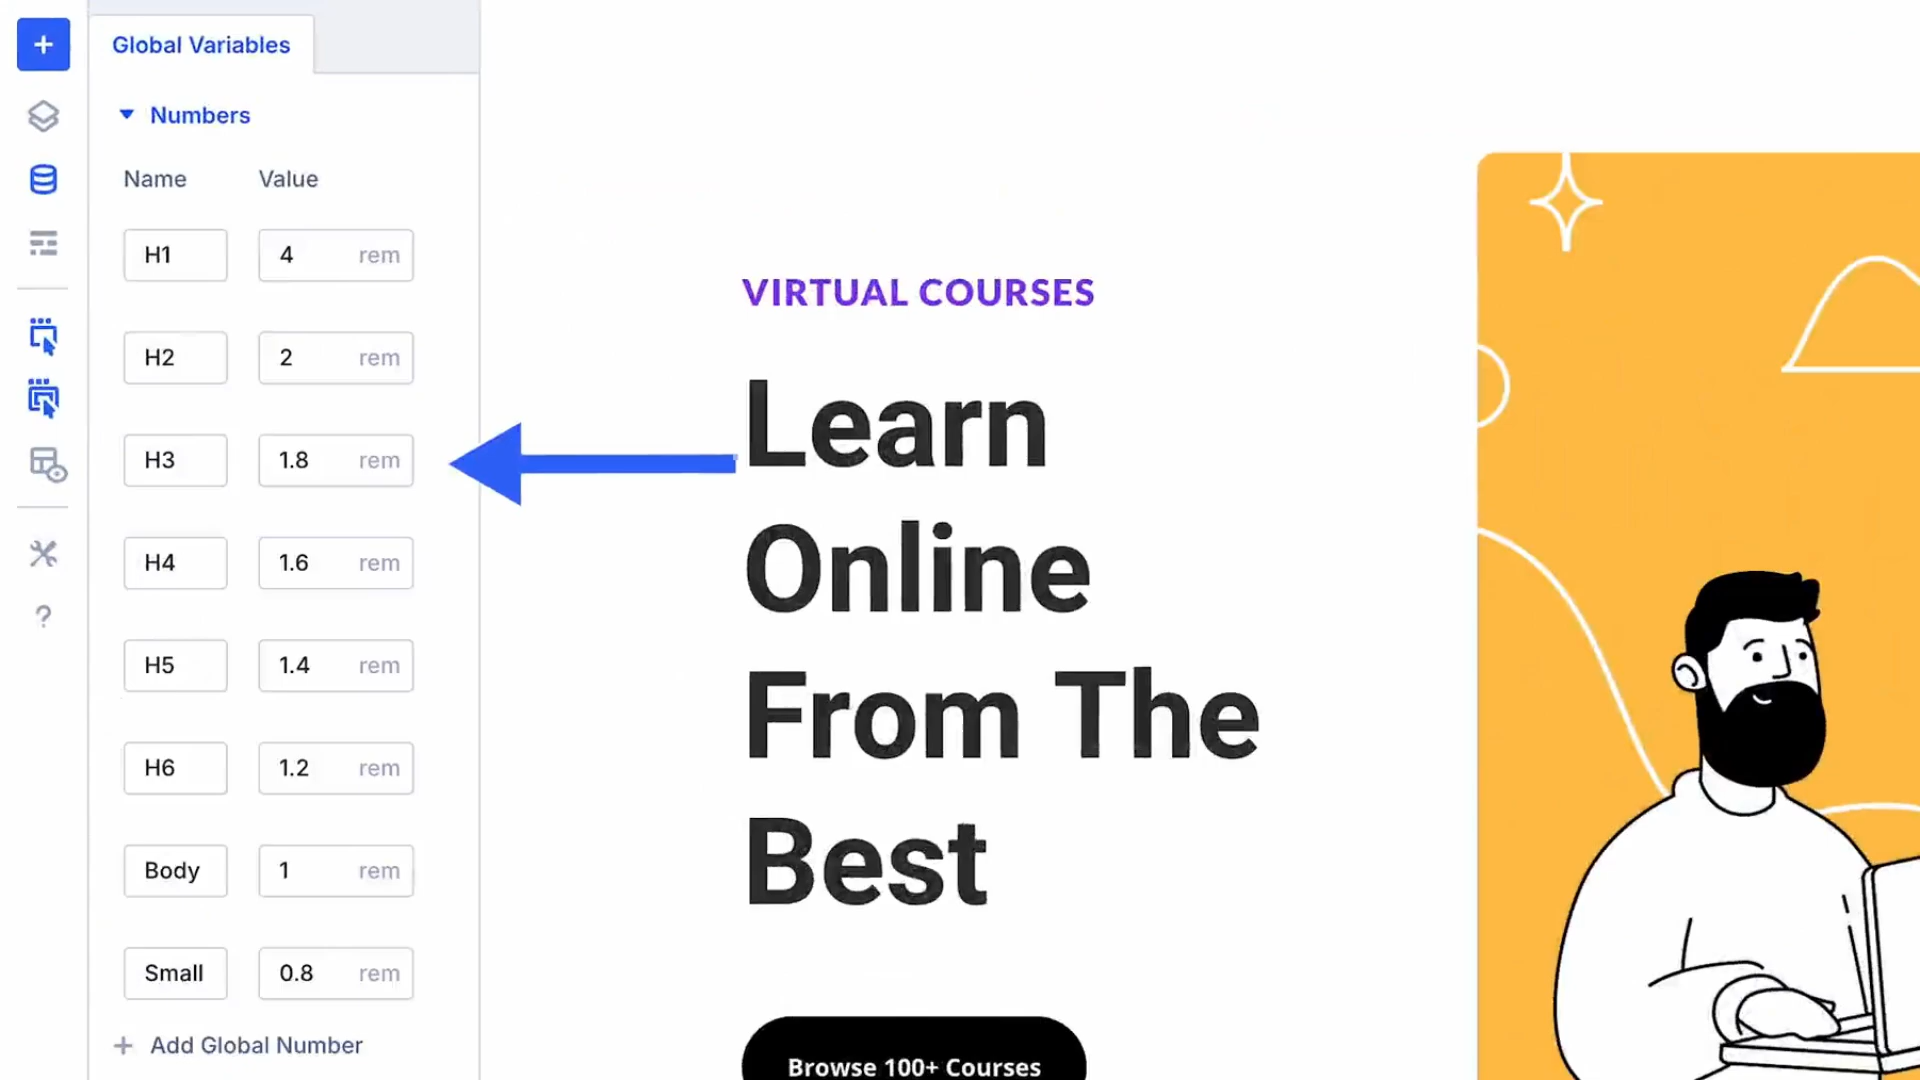 Global Variables
Numbers
Name Value
H1 4 rem
H2 2 rem
H3 1.8 rem
H4 1.6 rem
H5 1.4 rem
H6 1.2 rem
Body 1 rem
Small 0.8 rem
+ Add Global Number
VIRTUAL COURSES
Learn
Online
From The
Best
Browse 100+ Courses